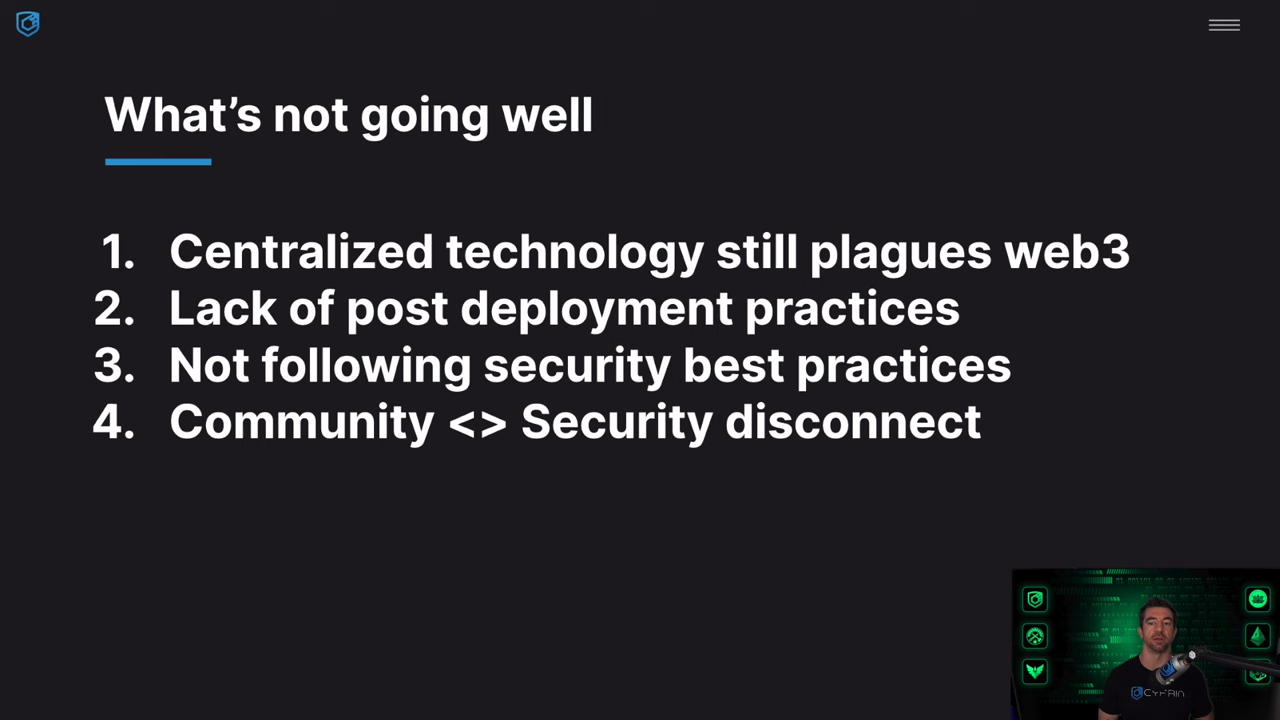 What's not going well
1. Centralized technology still plagues web3
2. Lack of post deployment practices
3. Not following security best practices
4. Community <> Security disconnect
CYFRIN